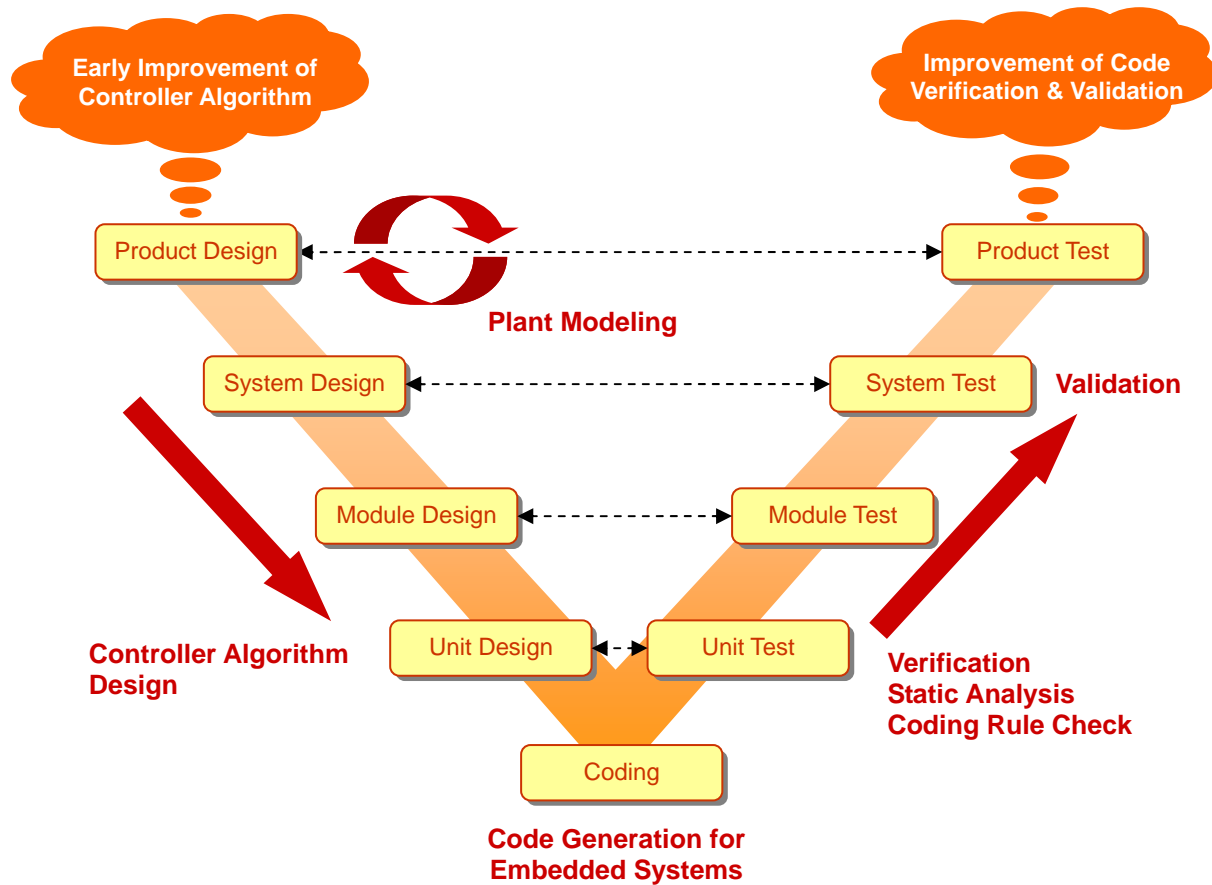 Early Improvement of
Controller Algorithm
Improvement of Code
Verification & Validation
Product Design
Product Test
Plant Modeling
System Design
System Test
Validation
Module Design
Module Test
Unit Design
Unit Test
Controller Algorithm
Design
Verification
Static Analysis
Coding Rule Check
Coding
Code Generation for
Embedded Systems